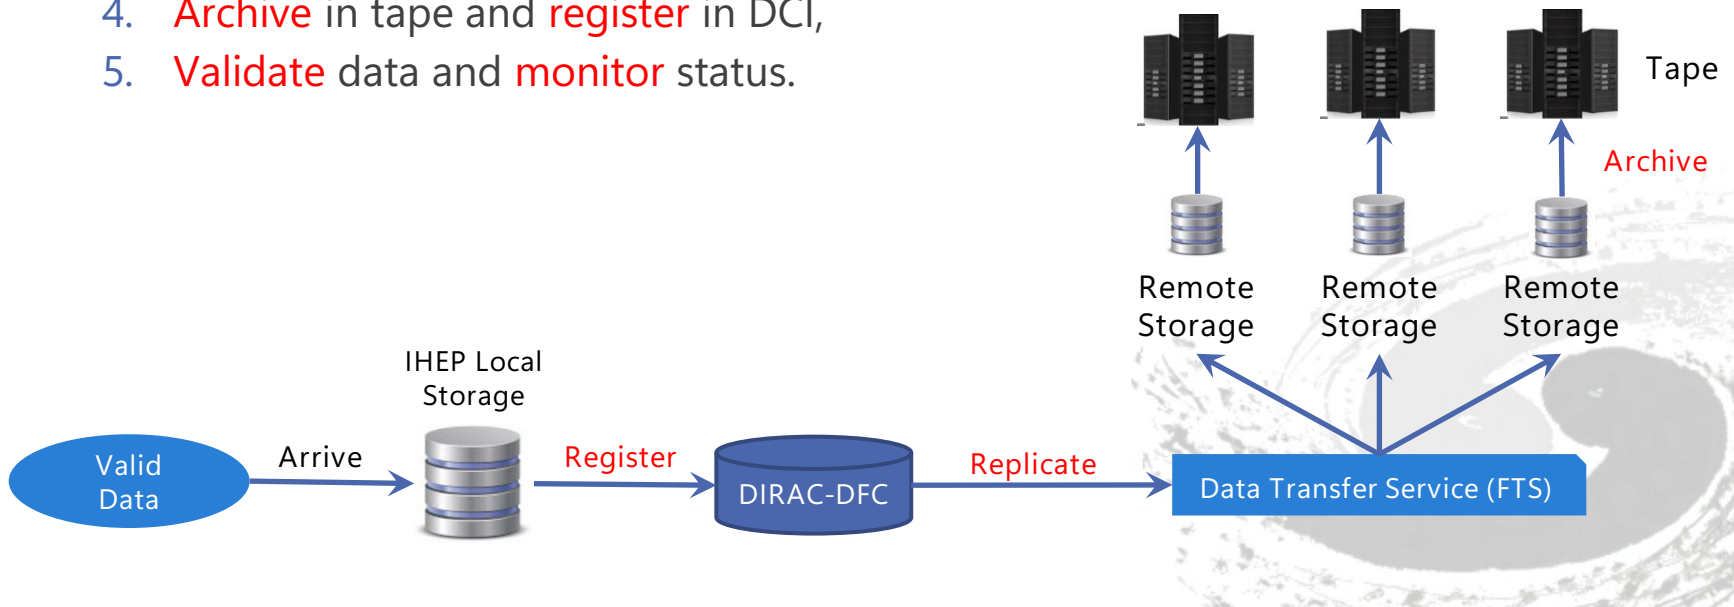 4. Archive in tape and register in DCI,
5. Validate data and monitor status.
Tape
Archive
Remote
Storage
Remote
Storage
Remote
Storage
IHEP Local
Storage
Valid
Data
Arrive
Register
DIRAC-DFC
Replicate
Data Transfer Service (FTS)